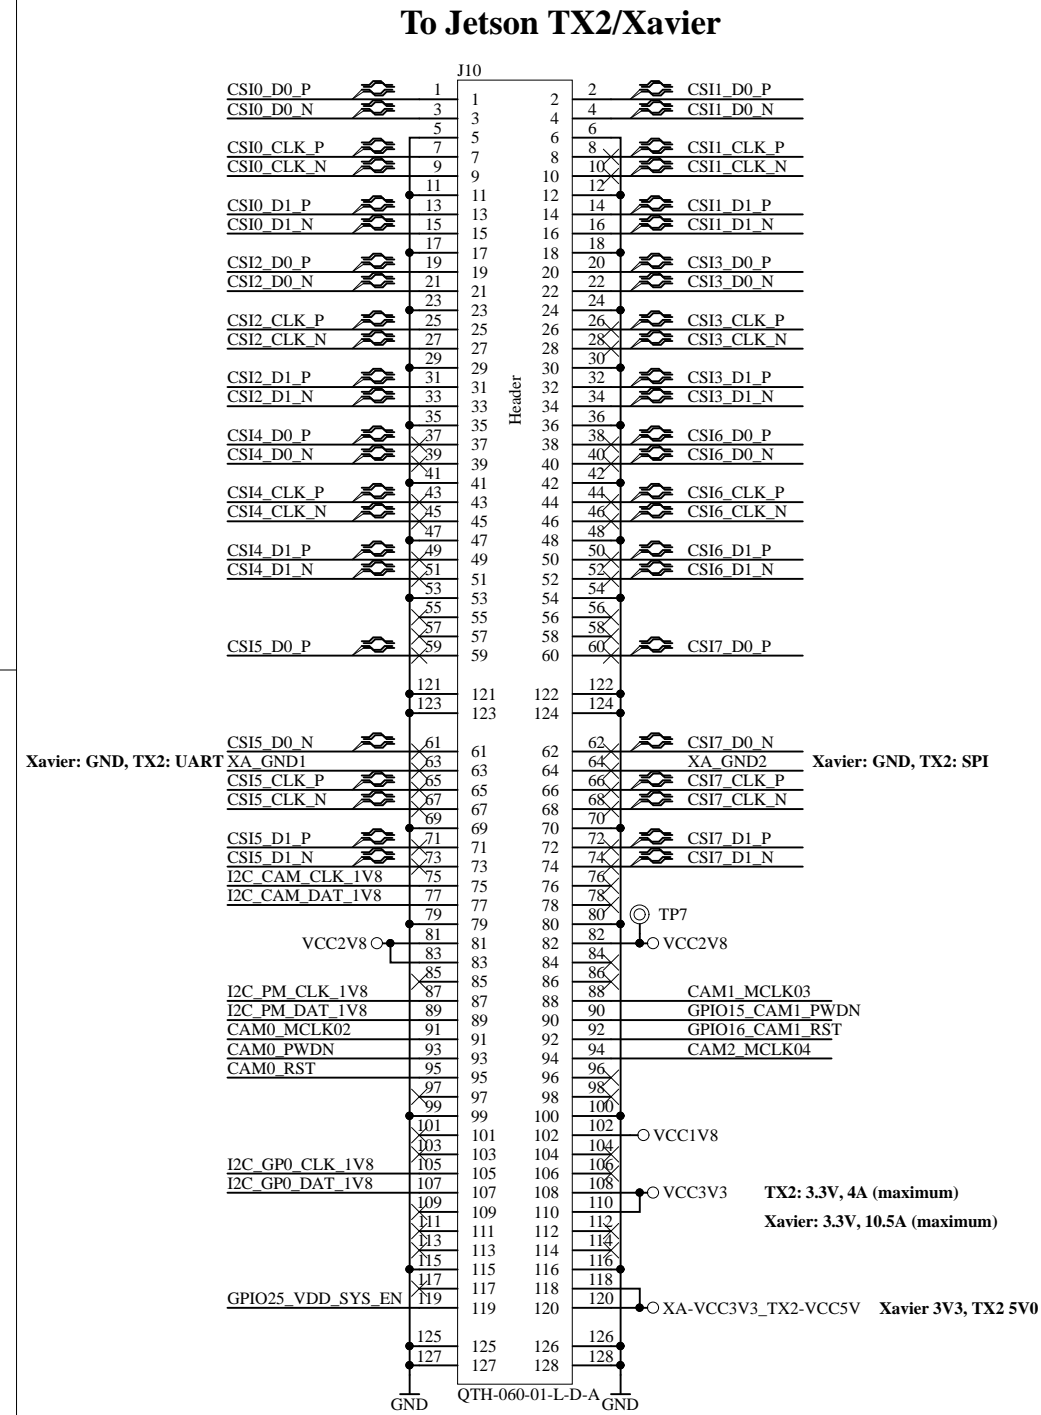 To Jetson TX2/Xavier
J10
CSI0_D0_P 1 1 2 2 CSI1_D0_P
CSI0_D0_N 3 3 4 4 CSI1_D0_N
5 5 6 6
CSI0_CLK_P 7 7 8 8 CSI1_CLK_P
CSI0_CLK_N 9 9 10 10 CSI1_CLK_N
11 11 12 12
CSI0_D1_P 13 13 14 14 CSI1_D1_P
CSI0_D1_N 15 15 16 16 CSI1_D1_N
17 17 18 18
CSI2_D0_P 19 19 20 20 CSI3_D0_P
CSI2_D0_N 21 21 22 22 CSI3_D0_N
23 23 24 24
CSI2_CLK_P 25 25 26 26 CSI3_CLK_P
CSI2_CLK_N 27 27 28 28 CSI3_CLK_N
29 29 30 30
CSI2_D1_P 31 31 32 32 CSI3_D1_P
CSI2_D1_N 33 33 34 34 CSI3_D1_N
Header
35 35 36 36
CSI4_D0_P 37 37 38 38 CSI6_D0_P
CSI4_D0_N 39 39 40 40 CSI6_D0_N
41 41 42 42
CSI4_CLK_P 43 43 44 44 CSI6_CLK_P
CSI4_CLK_N 45 45 46 46 CSI6_CLK_N
47 47 48 48
CSI4_D1_P 49 49 50 50 CSI6_D1_P
CSI4_D1_N 51 51 52 52 CSI6_D1_N
53 53 54 54
55 55 56 56
57 57 58 58
CSI5_D0_P 59 59 60 60 CSI7_D0_P
121 121 122 122
123 123 124 124
CSI5_D0_N 61 61 62 62 CSI7_D0_N
Xavier: GND, TX2: UART XA_GND1 63 63 64 64 XA_GND2 Xavier: GND, TX2: SPI
CSI5_CLK_P 65 65 66 66 CSI7_CLK_P
CSI5_CLK_N 67 67 68 68 CSI7_CLK_N
69 69 70 70
CSI5_D1_P 71 71 72 72 CSI7_D1_P
CSI5_D1_N 73 73 74 74 CSI7_D1_N
I2C_CAM_CLK_1V8 75 75 76 76
I2C_CAM_DAT_1V8 77 77 78 78
79 79 80 80 TP7
VCC2V8 81 81 82 82 VCC2V8
83 83 84 84
85 85 86 86
I2C_PM_CLK_1V8 87 87 88 88 CAM1_MCLK03
I2C_PM_DAT_1V8 89 89 90 90 GPIO15_CAM1_PWDN
CAM0_MCLK02 91 91 92 92 GPIO16_CAM1_RST
CAM0_PWDN 93 93 94 94 CAM2_MCLK04
CAM0_RST 95 95 96 96
97 97 98 98
99 99 100 100
101 101 102 102 VCC1V8
103 103 104 104
I2C_GP0_CLK_1V8 105 105 106 106
I2C_GP0_DAT_1V8 107 107 108 108 VCC3V3 TX2: 3.3V, 4A (maximum)
109 109 110 110
Xavier: 3.3V, 10.5A (maximum)
111 111 112 112
113 113 114 114
115 115 116 116
117 117 118 118
GPIO25_VDD_SYS_EN 119 119 120 120 XA-VCC3V3_TX2-VCC5V Xavier 3V3, TX2 5V0
125 125 126 126
127 127 128 128
GND QTH-060-01-L-D-A GND